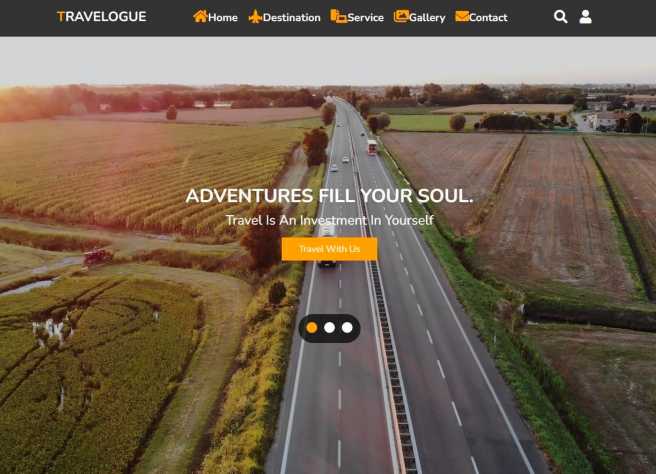 TRAVELOGUE Home Destination Service Gallery Contact
ADVENTURES FILL YOUR SOUL.
Travel Is An Investment In Yourself
Travel With Us